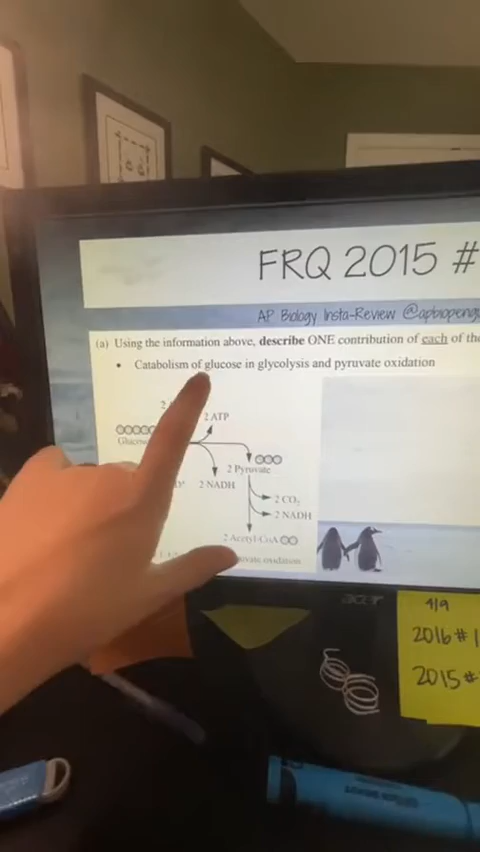 FRQ 2015 #
AP Biology Insta-Review @apbiopeng
(a) Using the information above, describe ONE contribution of each of the
• Catabolism of glucose in glycolysis and pyruvate oxidation
2
2 ATP
Glucose
2 Pyruvate
2 NADH
2 CO₂
2 NADH
2 Acetyl-CoA
oxidation
acer
4/9
2016 #1
2015 #